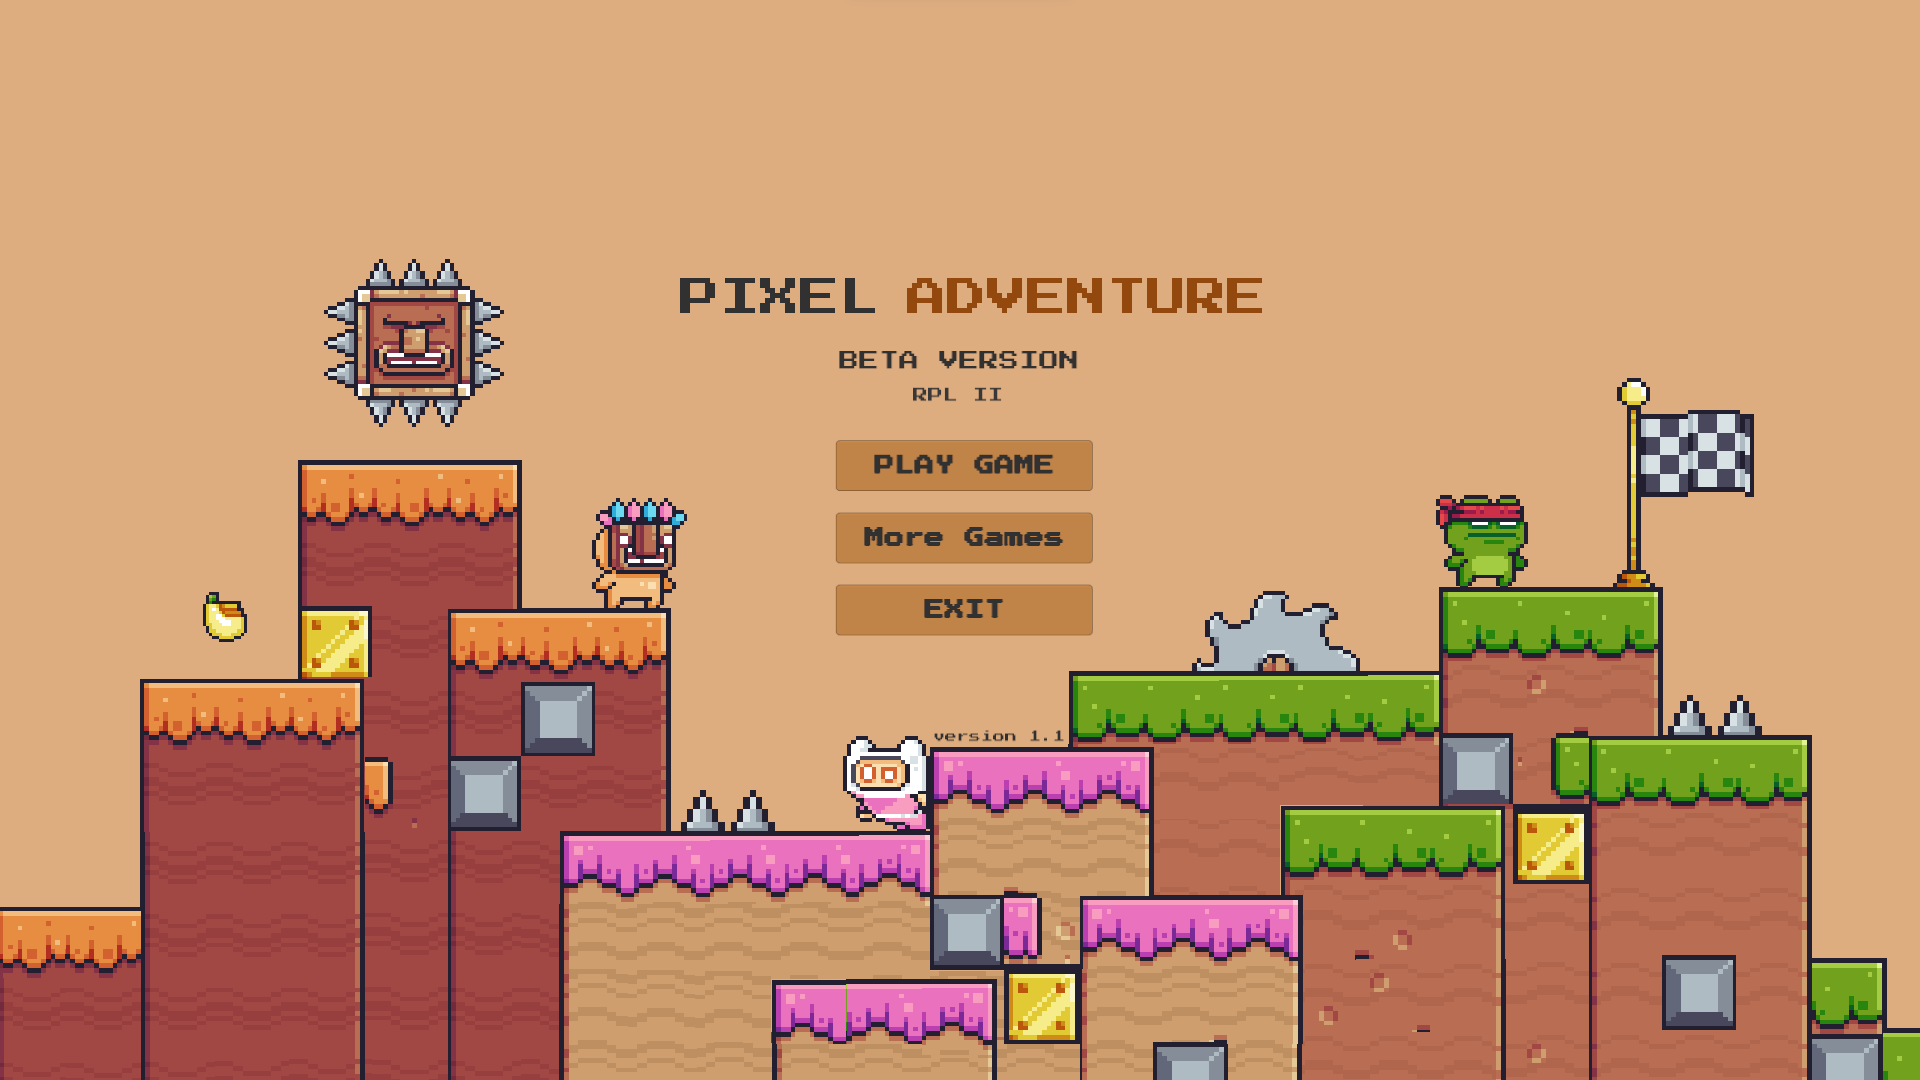 PIXEL ADVENTURE
BETA VERSION
RPL II
PLAY GAME
More Games
EXIT
version 1.1